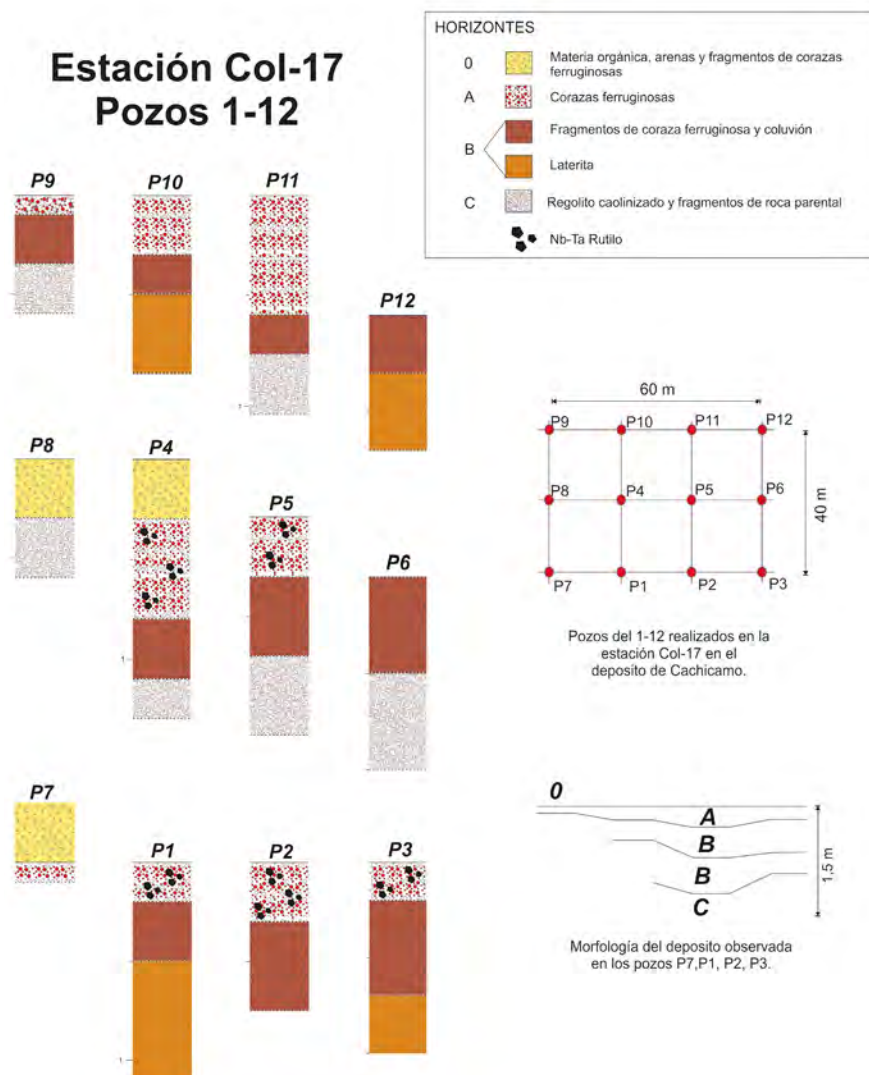 Estación Col-17
Pozos 1-12
HORIZONTES
0 Materia orgánica, arenas y fragmentos de corazas
ferruginosas
A Corazas ferruginosas
B Fragmentos de coraza ferruginosa y coluvión
Laterita
C Regolito caolinizado y fragmentos de roca parental
Nb-Ta Rutilo
P9 P10 P11
P12
1
P8 P4
P5
P6
1
P7
P1 P2 P3
1
60 m
P9 P10 P11 P12
P8 P4 P5 P6
40 m
P7 P1 P2 P3
Pozos del 1-12 realizados en la
estación Col-17 en el
deposito de Cachicamo.
0
A
B
B
C
1,5 m
Morfología del deposito observada
en los pozos P7,P1, P2, P3.